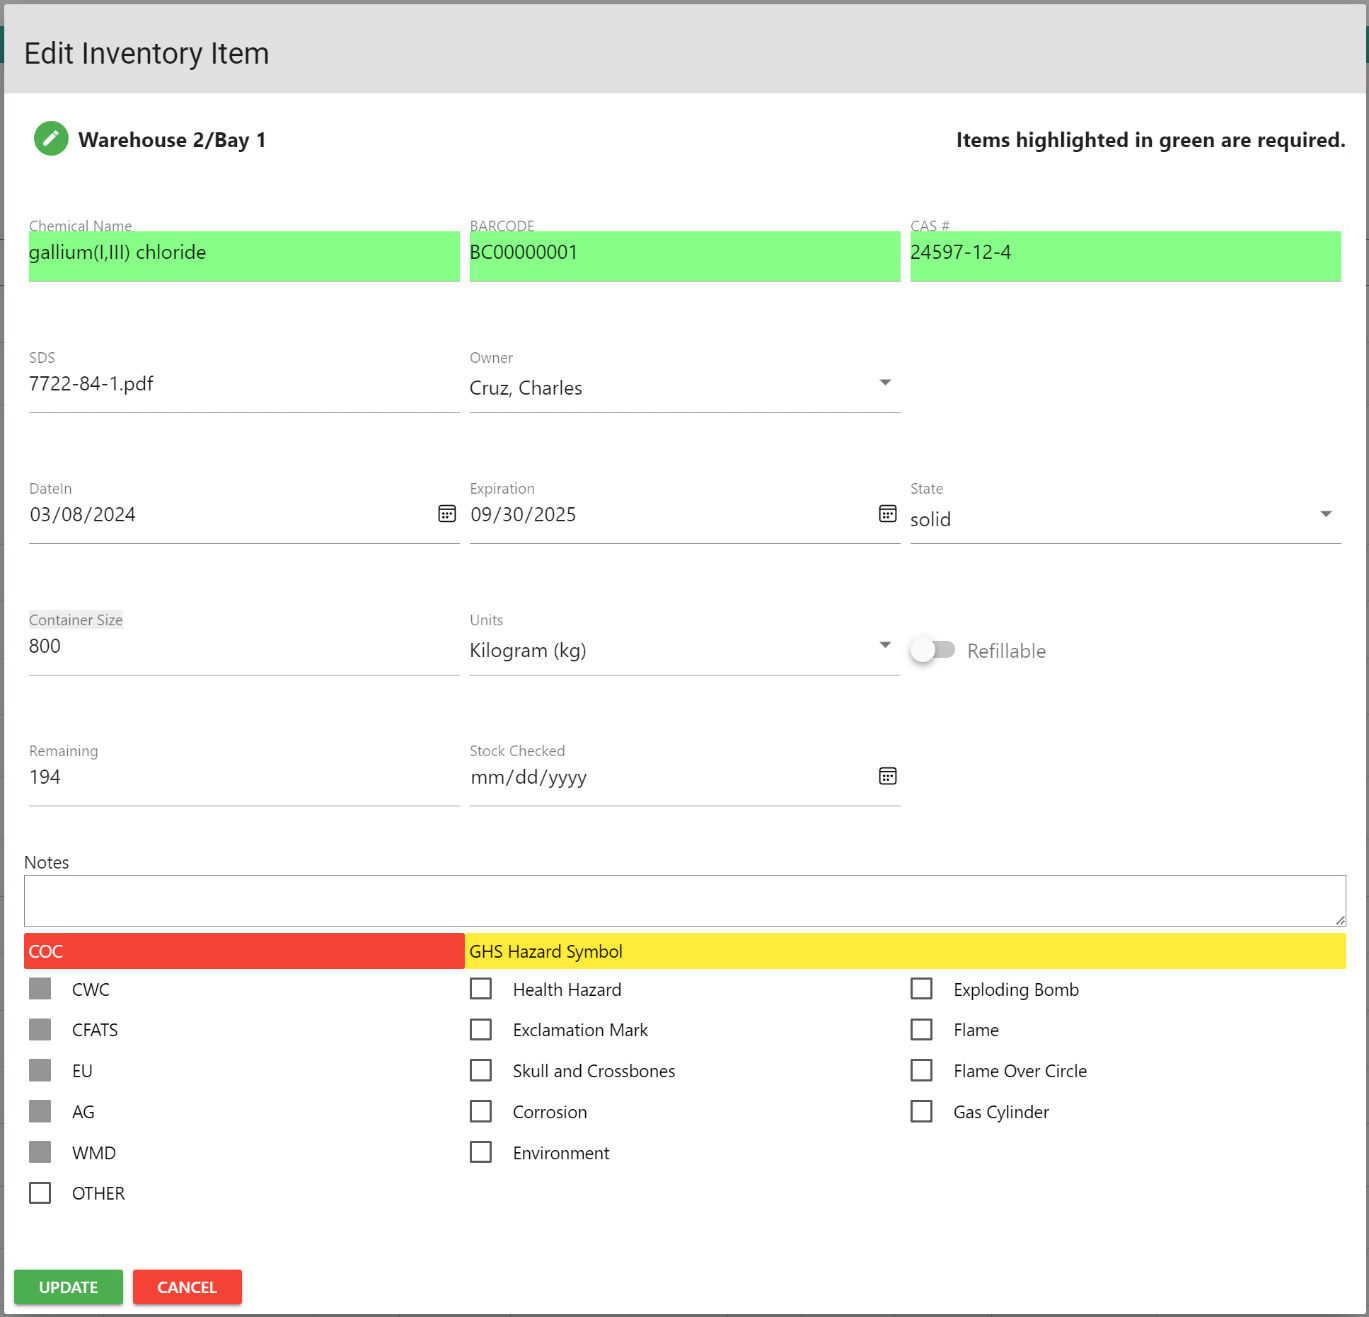 Edit Inventory Item
Warehouse 2/Bay 1
Items highlighted in green are required.
Chemical Name
gallium(I,III) chloride
BARCODE
BC00000001
CAS #
24597-12-4
SDS
7722-84-1.pdf
Owner
Cruz, Charles
DateIn
03/08/2024
Expiration
09/30/2025
State
solid
Container Size
800
Units
Kilogram (kg)
Refillable
Remaining
194
Stock Checked
mm/dd/yyyy
Notes
COC
CWC
CFATS
EU
AG
WMD
OTHER
GHS Hazard Symbol
Health Hazard
Exclamation Mark
Skull and Crossbones
Corrosion
Environment
Exploding Bomb
Flame
Flame Over Circle
Gas Cylinder
UPDATE
CANCEL